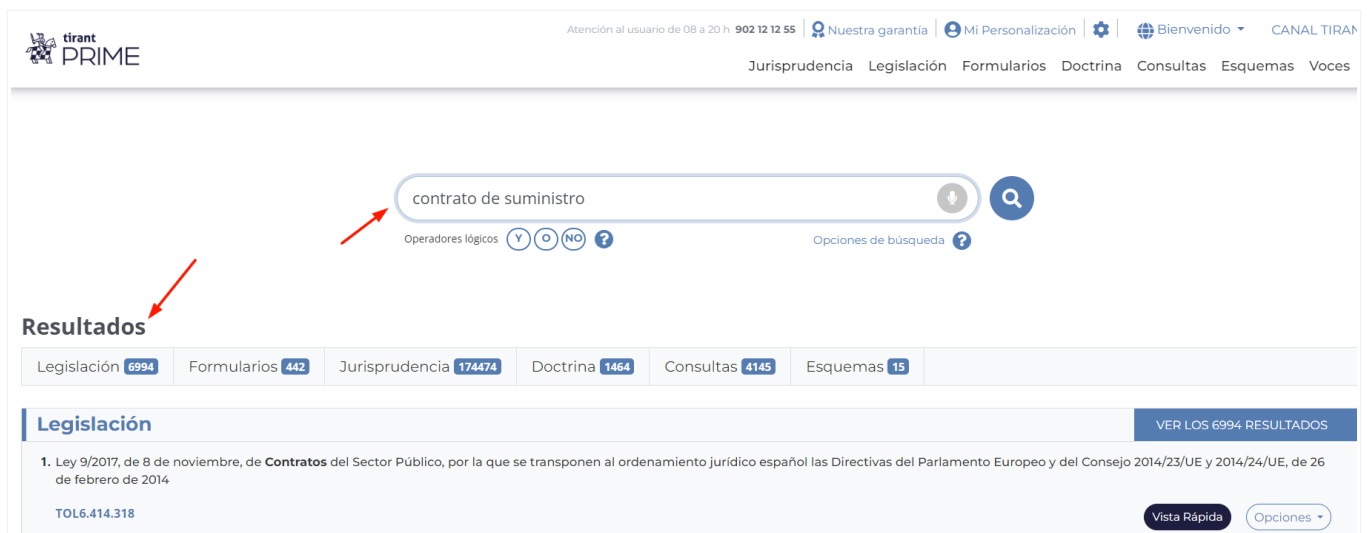 tirant
PRIME
Atención al usuario de 08 a 20 h 902 12 12 55 Nuestra garantía Mi Personalización Bienvenido CANAL TIRAN
Jurisprudencia Legislación Formularios Doctrina Consultas Esquemas Voces
contrato de suministro
Operadores lógicos Y O NO ? Opciones de búsqueda ?
Resultados
Legislación 6994 Formularios 442 Jurisprudencia 174474 Doctrina 1464 Consultas 4145 Esquemas 15
Legislación VER LOS 6994 RESULTADOS
1. Ley 9/2017, de 8 de noviembre, de Contratos del Sector Público, por la que se transponen al ordenamiento jurídico español las Directivas del Parlamento Europeo y del Consejo 2014/23/UE y 2014/24/UE, de 26
de febrero de 2014
TOL6.414.318 Vista Rápida Opciones